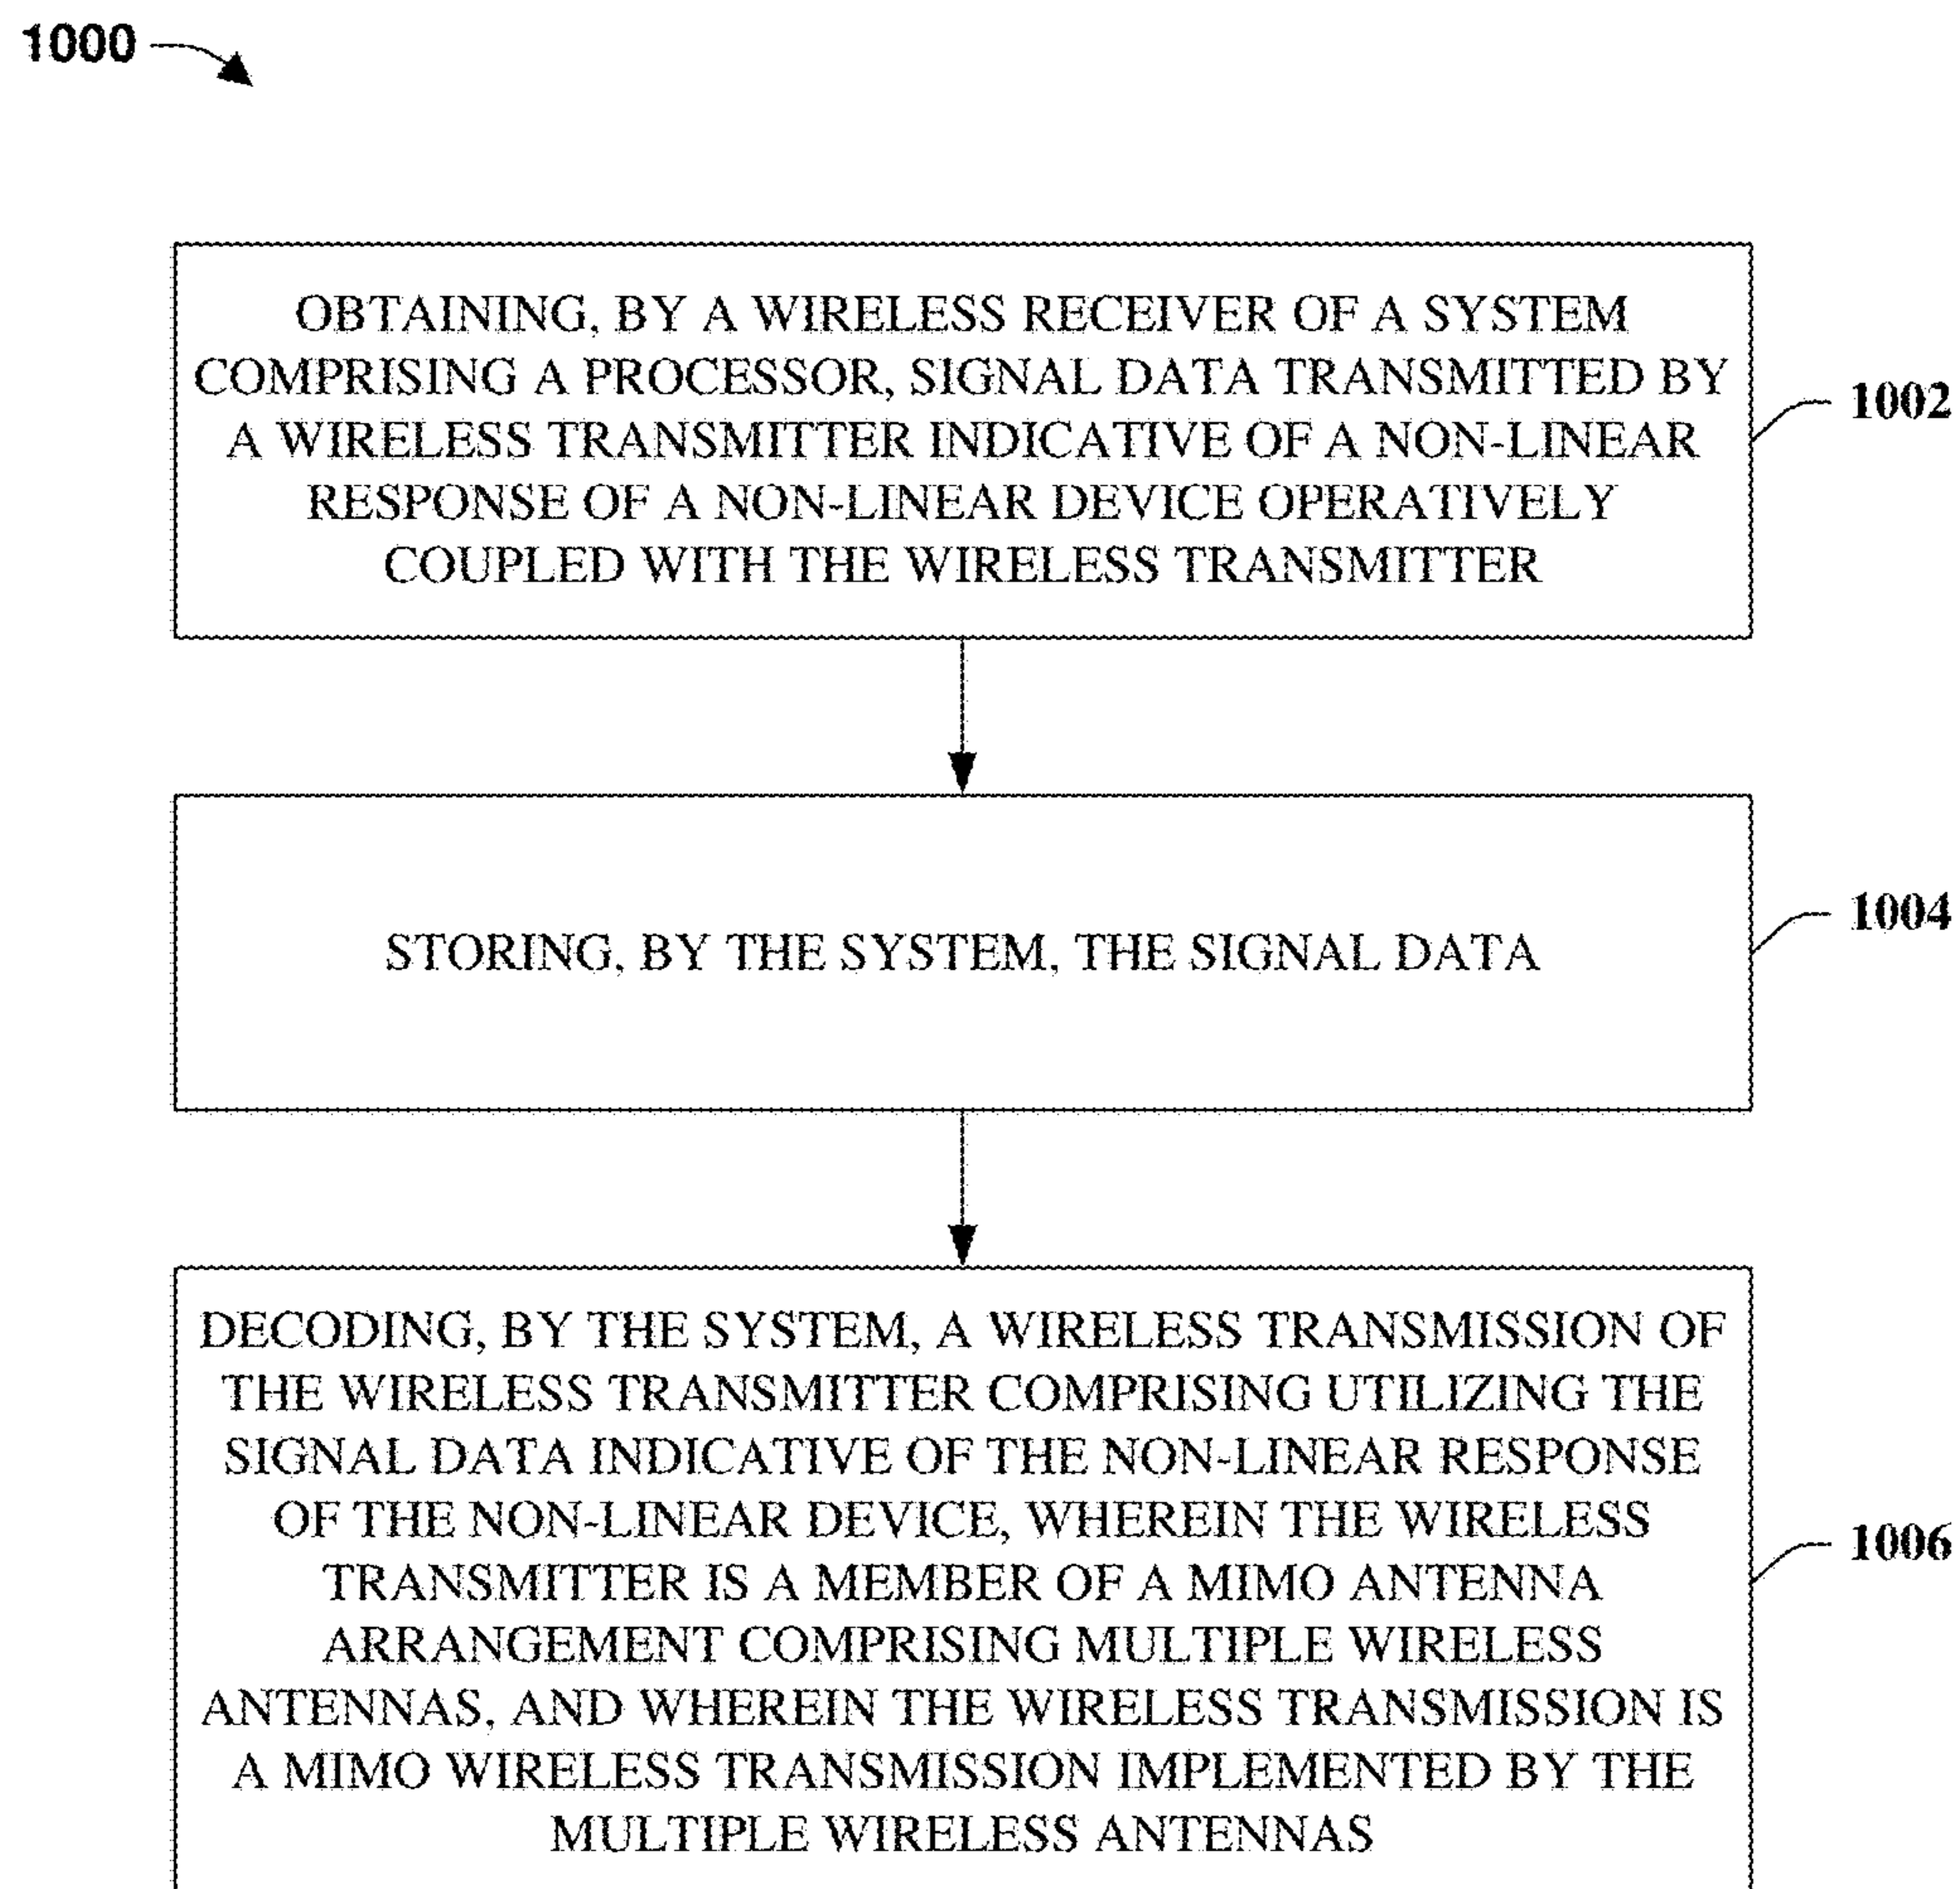 1000
OBTAINING, BY A WIRELESS RECEIVER OF A SYSTEM
COMPRISING A PROCESSOR, SIGNAL DATA TRANSMITTED BY
A WIRELESS TRANSMITTER INDICATIVE OF A NON-LINEAR
RESPONSE OF A NON-LINEAR DEVICE OPERATIVELY
COUPLED WITH THE WIRELESS TRANSMITTER
1002
STORING, BY THE SYSTEM, THE SIGNAL DATA
1004
DECODING, BY THE SYSTEM, A WIRELESS TRANSMISSION OF
THE WIRELESS TRANSMITTER COMPRISING UTILIZING THE
SIGNAL DATA INDICATIVE OF THE NON-LINEAR RESPONSE
OF THE NON-LINEAR DEVICE, WHEREIN THE WIRELESS
TRANSMITTER IS A MEMBER OF A MIMO ANTENNA
ARRANGEMENT COMPRISING MULTIPLE WIRELESS
ANTENNAS, AND WHEREIN THE WIRELESS TRANSMISSION IS
A MIMO WIRELESS TRANSMISSION IMPLEMENTED BY THE
MULTIPLE WIRELESS ANTENNAS
1006